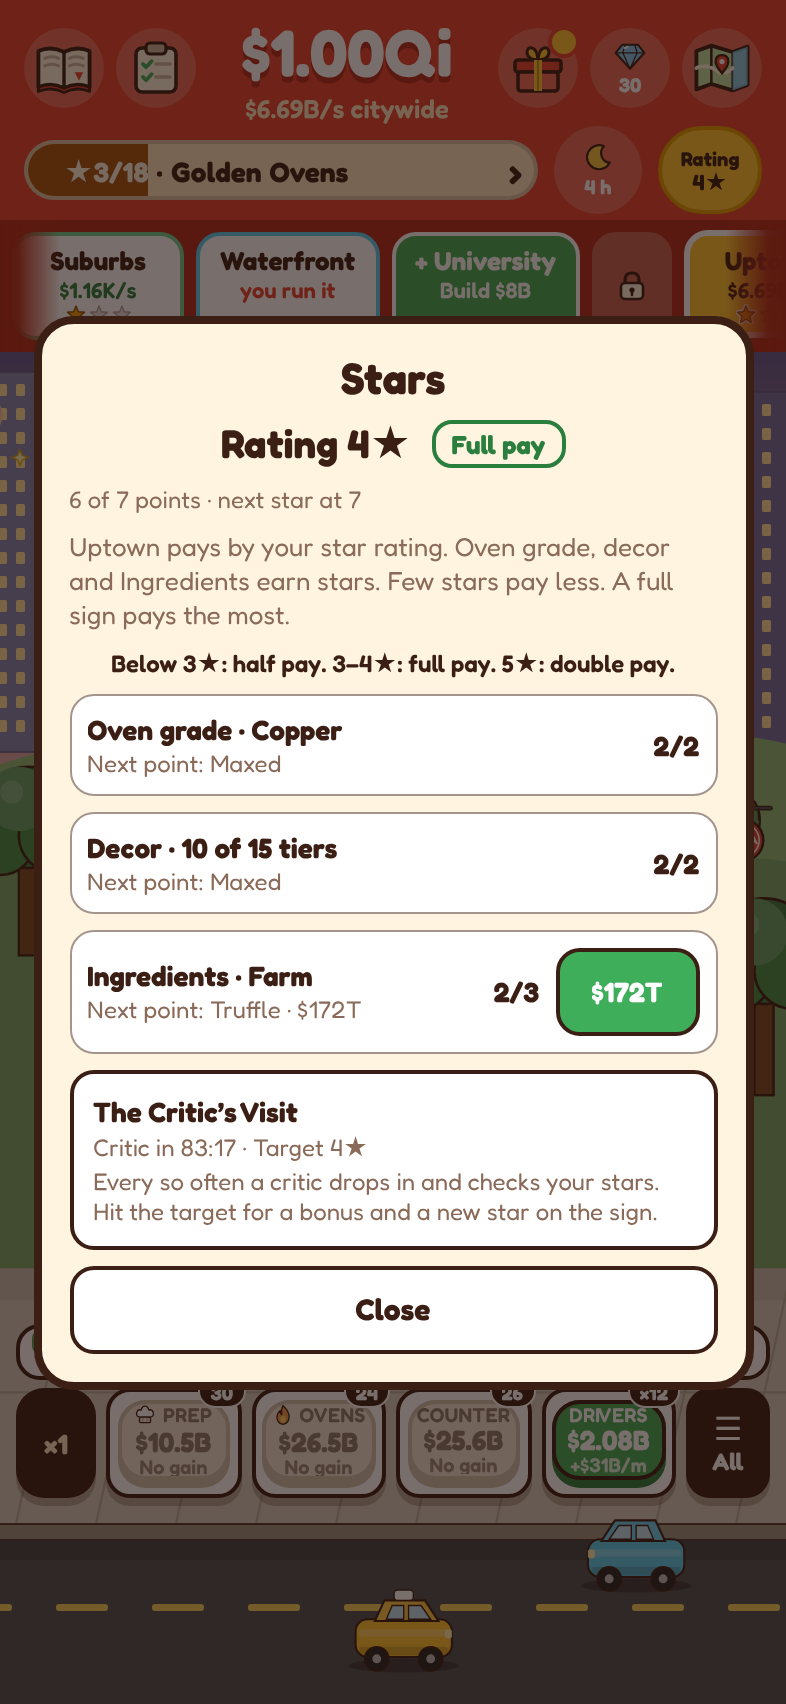 $1.00Qi
$6.69B/s citywide
30
★3/18 · Golden Ovens
4 h
Rating
4★
Suburbs
$1.16K/s
Waterfront
you run it
+ University
Build $8B
Stars
Rating 4★
Full pay
6 of 7 points · next star at 7
Uptown pays by your star rating. Oven grade, decor
and Ingredients earn stars. Few stars pay less. A full
sign pays the most.
Below 3★: half pay. 3–4★: full pay. 5★: double pay.
Oven grade · Copper
Next point: Maxed
2/2
Decor · 10 of 15 tiers
Next point: Maxed
2/2
Ingredients · Farm
Next point: Truffle · $172T
2/3
$172T
The Critic's Visit
Critic in 83:17 · Target 4★
Every so often a critic drops in and checks your stars.
Hit the target for a bonus and a new star on the sign.
Close
x1
30
PREP
$10.5B
No gain
24
OVENS
$26.5B
No gain
26
COUNTER
$25.6B
No gain
x12
DRIVERS
$2.08B
+$31B/m
All